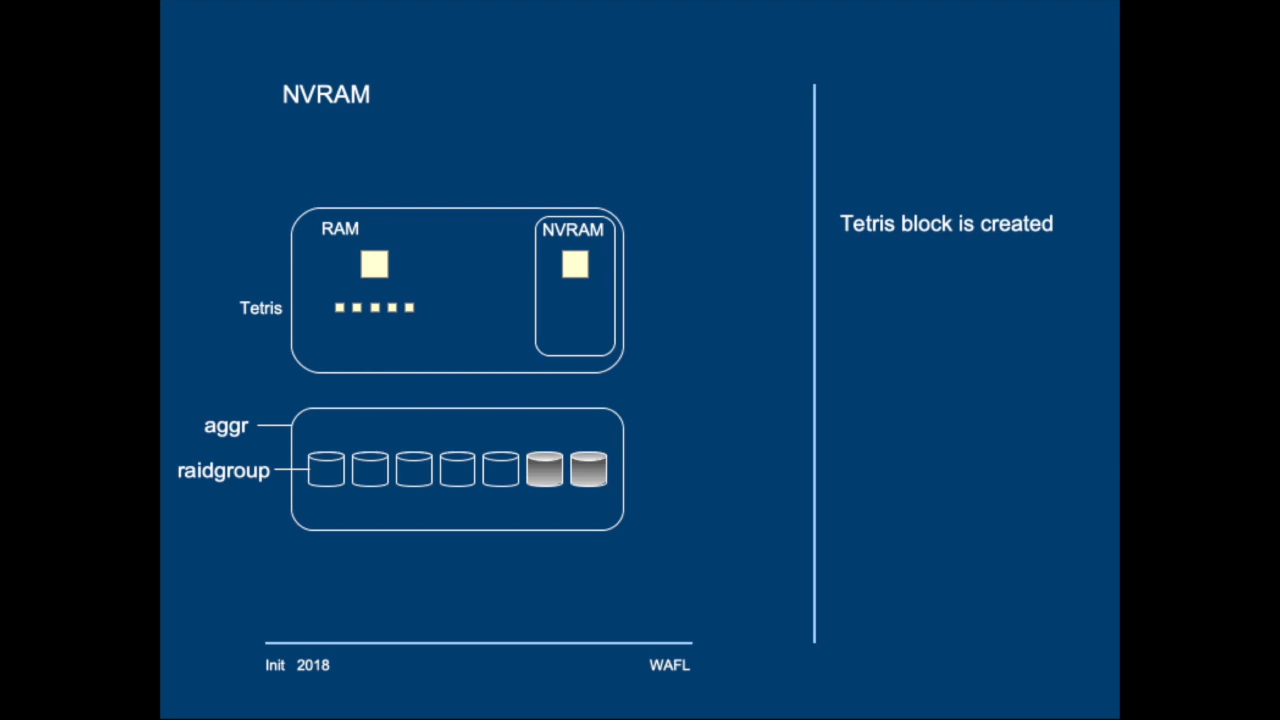 NVRAM
RAM
NVRAM
Tetris
aggr
raidgroup
Tetris block is created
Init 2018
WAFL